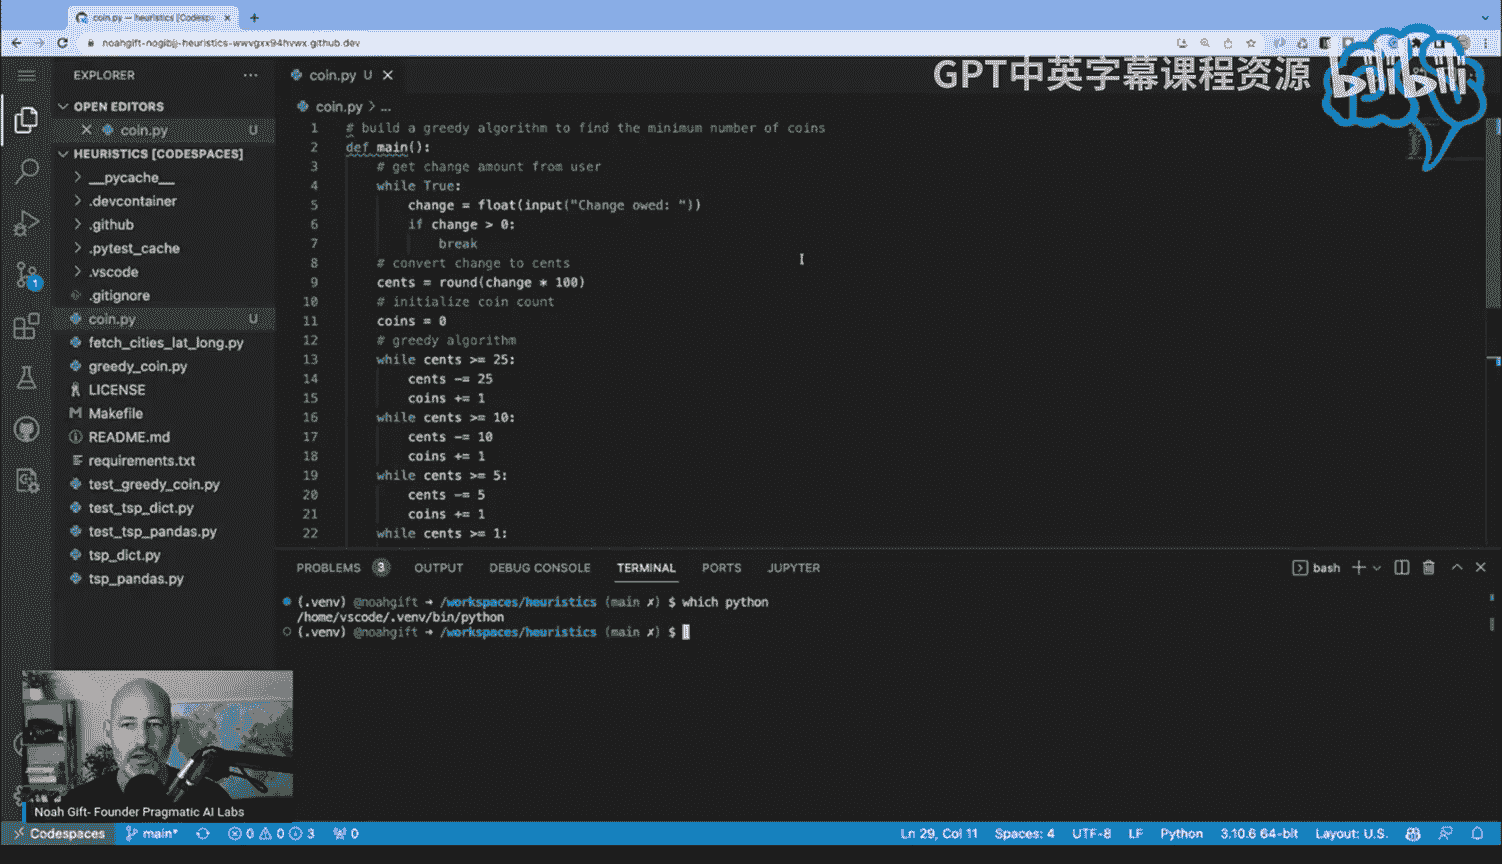 coin.py — heuristics [Codespac
noahgift-nogibjj-heuristics-wwvgxx94hvwx.github.dev
GPT中英字幕课程资源
bilibili
EXPLORER
OPEN EDITORS
coin.py U
HEURISTICS [CODESPACES]
__pycache__
.devcontainer
.github
.pytest_cache
.vscode
.gitignore
coin.py U
fetch_cities_lat_long.py
greedy_coin.py
LICENSE
Makefile
README.md
requirements.txt
test_greedy_coin.py
test_tsp_dict.py
test_tsp_pandas.py
tsp_dict.py
tsp_pandas.py
coin.py U
coin.py > ...
1 # build a greedy algorithm to find the minimum number of coins
2 def main():
3 # get change amount from user
4 while True:
5 change = float(input("Change owed: "))
6 if change > 0:
7 break
8 # convert change to cents
9 cents = round(change * 100)
10 # initialize coin count
11 coins = 0
12 # greedy algorithm
13 while cents >= 25:
14 cents -= 25
15 coins += 1
16 while cents >= 10:
17 cents -= 10
18 coins += 1
19 while cents >= 5:
20 cents -= 5
21 coins += 1
22 while cents >= 1:
PROBLEMS 3 OUTPUT DEBUG CONSOLE TERMINAL PORTS JUPYTER bash
(.venv) @noahgift → /workspaces/heuristics (main ✗) $ which python
/home/vscode/.venv/bin/python
(.venv) @noahgift → /workspaces/heuristics (main ✗) $
1
Noah Gift- Founder Pragmatic AI Labs
Codespaces main* 0 0 3 0 Ln 29, Col 11 Spaces: 4 UTF-8 LF Python 3.10.6 64-bit Layout: U.S.